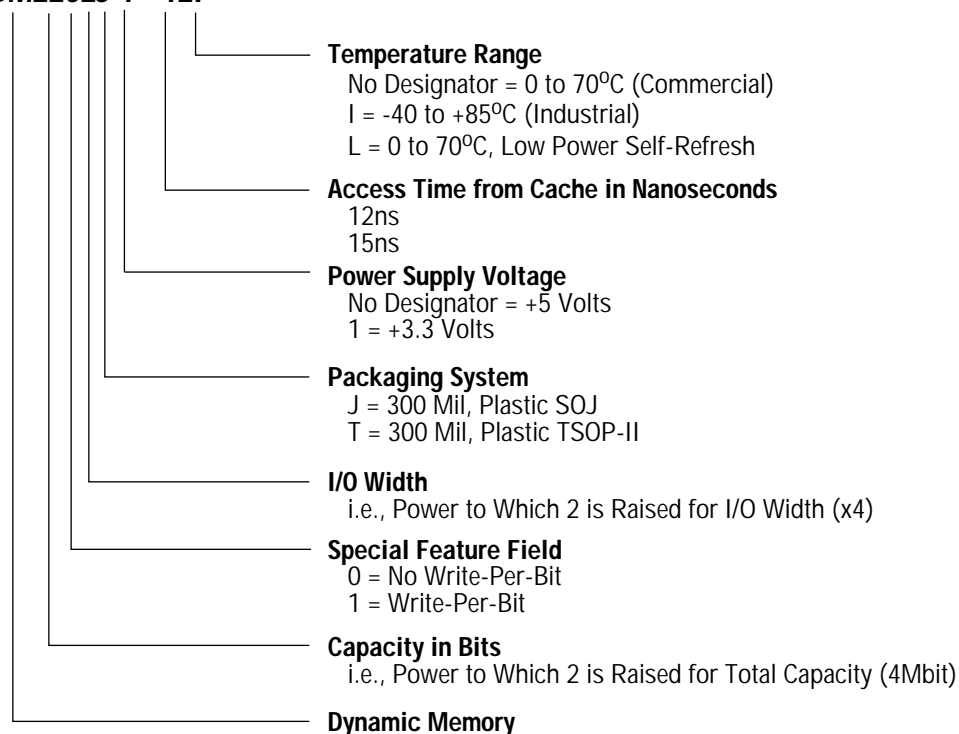 Temperature Range
No Designator = 0 to 70⁰C (Commercial)
I = -40 to +85⁰C (Industrial)
L = 0 to 70⁰C, Low Power Self-Refresh
Access Time from Cache in Nanoseconds
12ns
15ns
Power Supply Voltage
No Designator = +5 Volts
1 = +3.3 Volts
Packaging System
J = 300 Mil, Plastic SOJ
T = 300 Mil, Plastic TSOP-II
I/O Width
i.e., Power to Which 2 is Raised for I/O Width (x4)
Special Feature Field
0 = No Write-Per-Bit
1 = Write-Per-Bit
Capacity in Bits
i.e., Power to Which 2 is Raised for Total Capacity (4Mbit)
Dynamic Memory